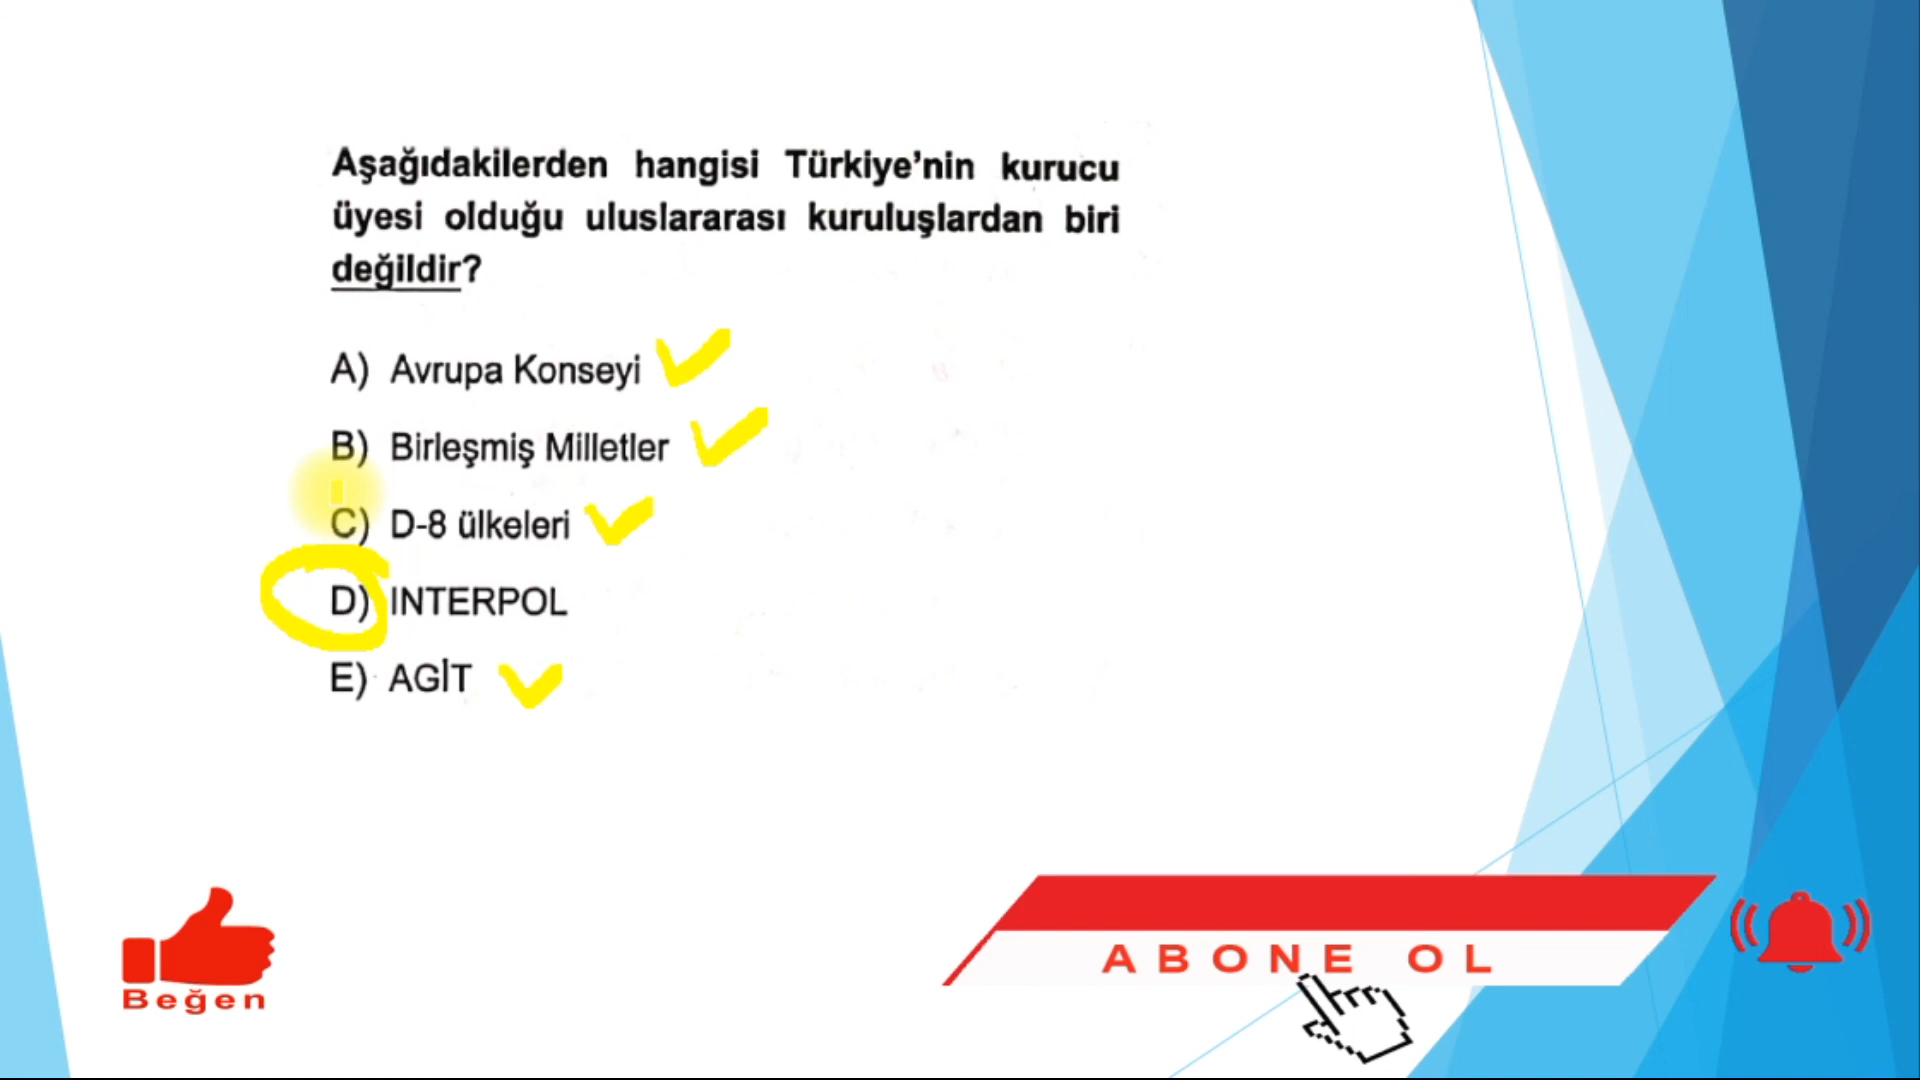 Aşağıdakilerden hangisi Türkiye'nin kurucu
üyesi olduğu uluslararası kuruluşlardan biri
değildir?
A) Avrupa Konseyi
B) Birleşmiş Milletler
C) D-8 ülkeleri
D) INTERPOL
E) AGİT
Beğen
ABONE OL